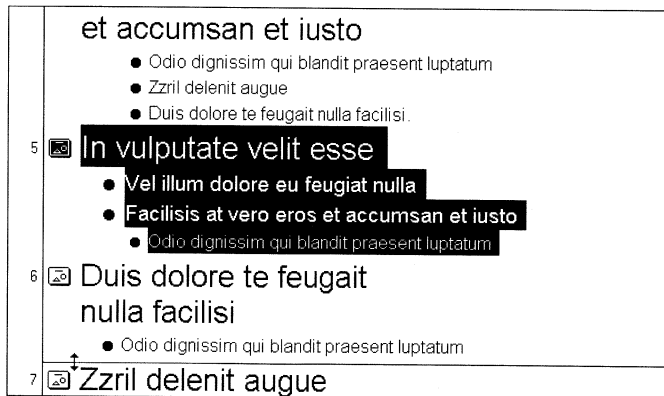 et accumsan et iusto
• Odio dignissim qui blandit praesent luptatum
• Zzril delenit augue
• Duis dolore te feugait nulla facilisi.
5 In vulputate velit esse
• Vel illum dolore eu feugiat nulla
• Facilisis at vero eros et accumsan et iusto
• Odio dignissim qui blandit praesent luptatum
6 Duis dolore te feugait
nulla facilisi
• Odio dignissim qui blandit praesent luptatum
7 Zzril delenit augue